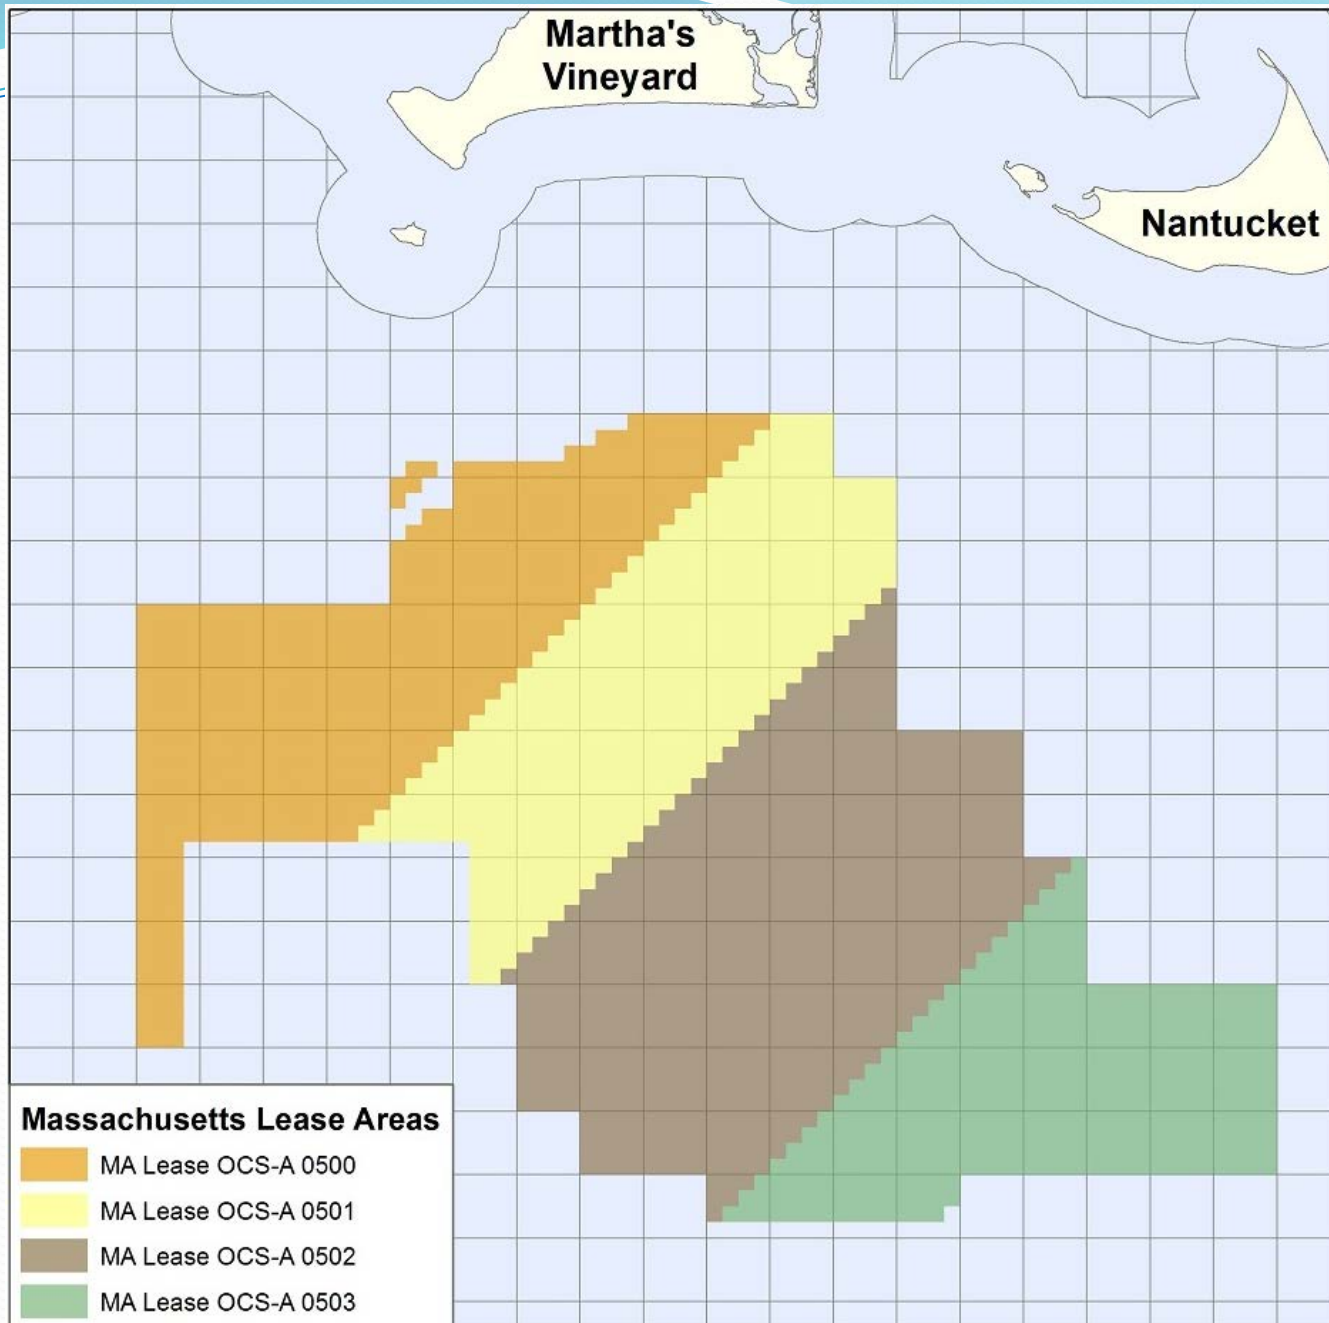 Martha's
Vineyard
Nantucket
Massachusetts Lease Areas
MA Lease OCS-A 0500
MA Lease OCS-A 0501
MA Lease OCS-A 0502
MA Lease OCS-A 0503